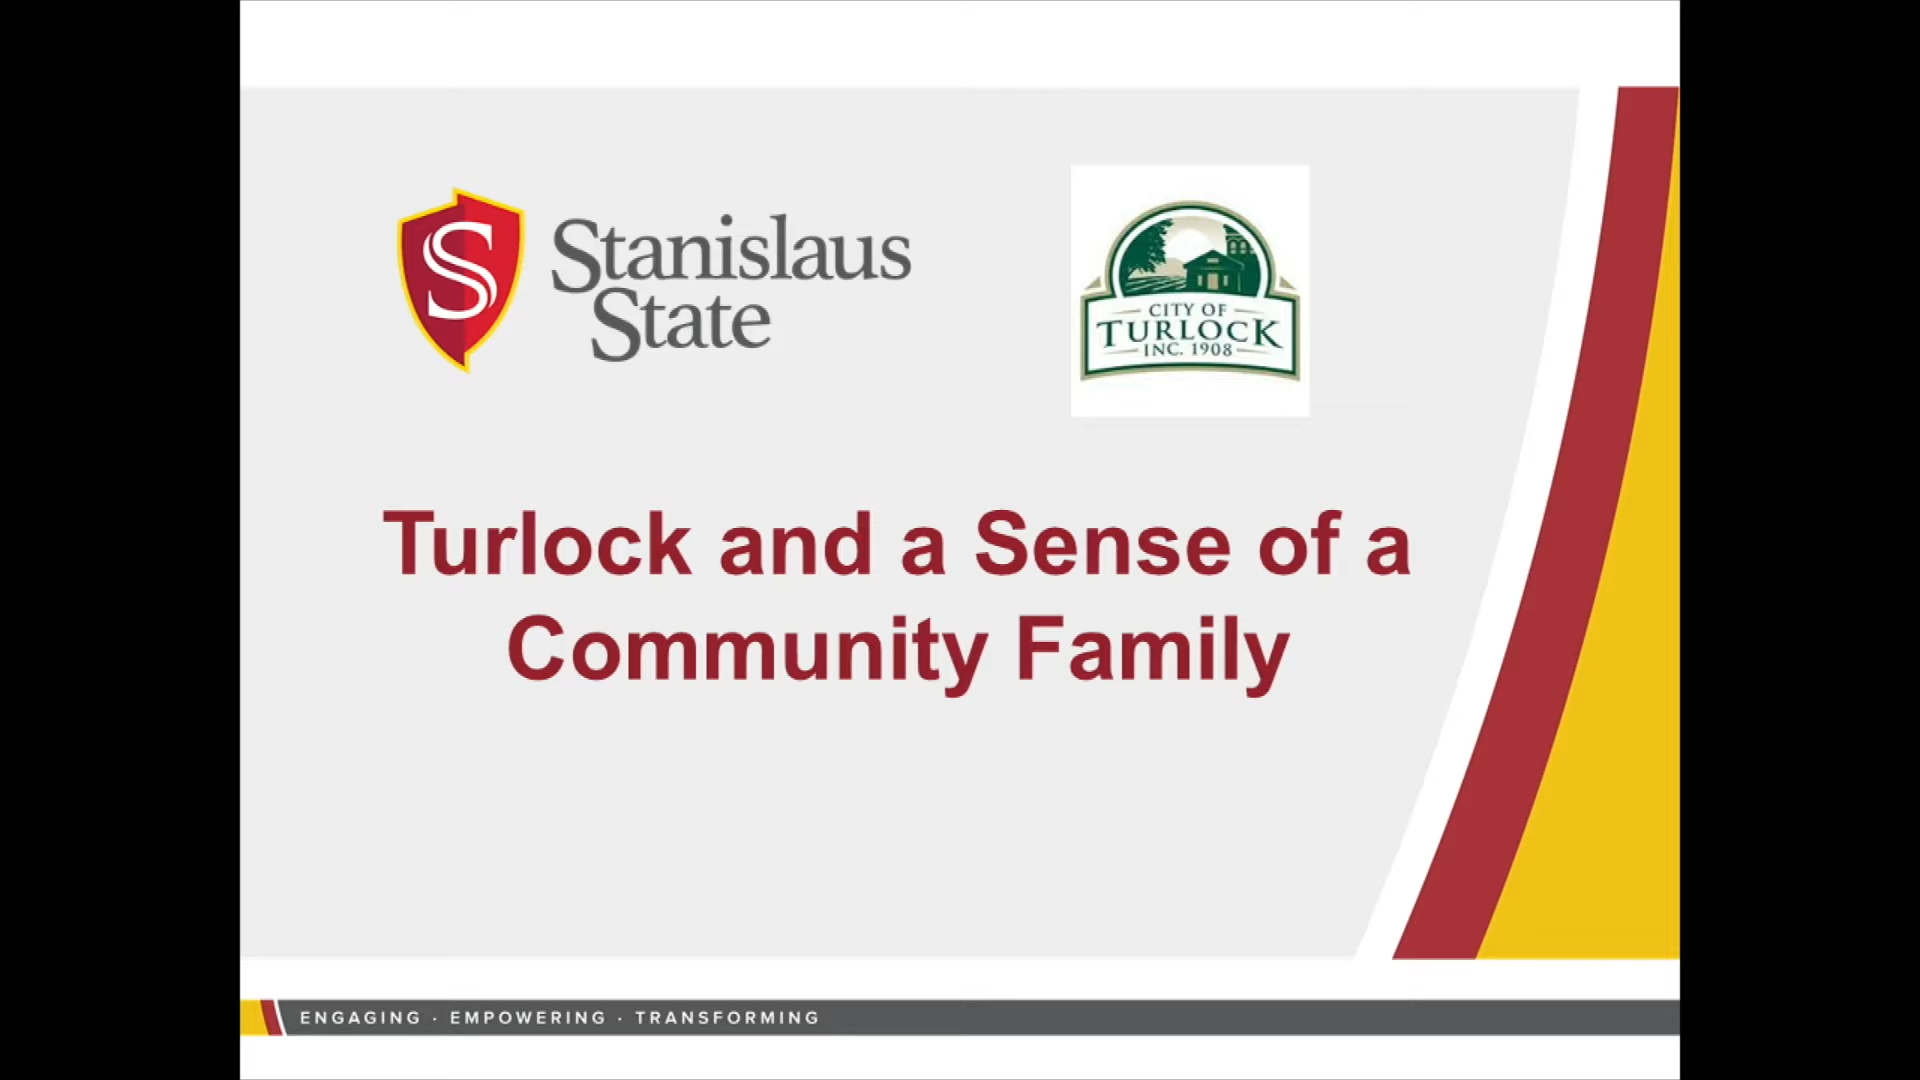 S Stanislaus
State
CITY OF
TURLOCK
INC. 1908
Turlock and a Sense of a
Community Family
ENGAGING · EMPOWERING · TRANSFORMING